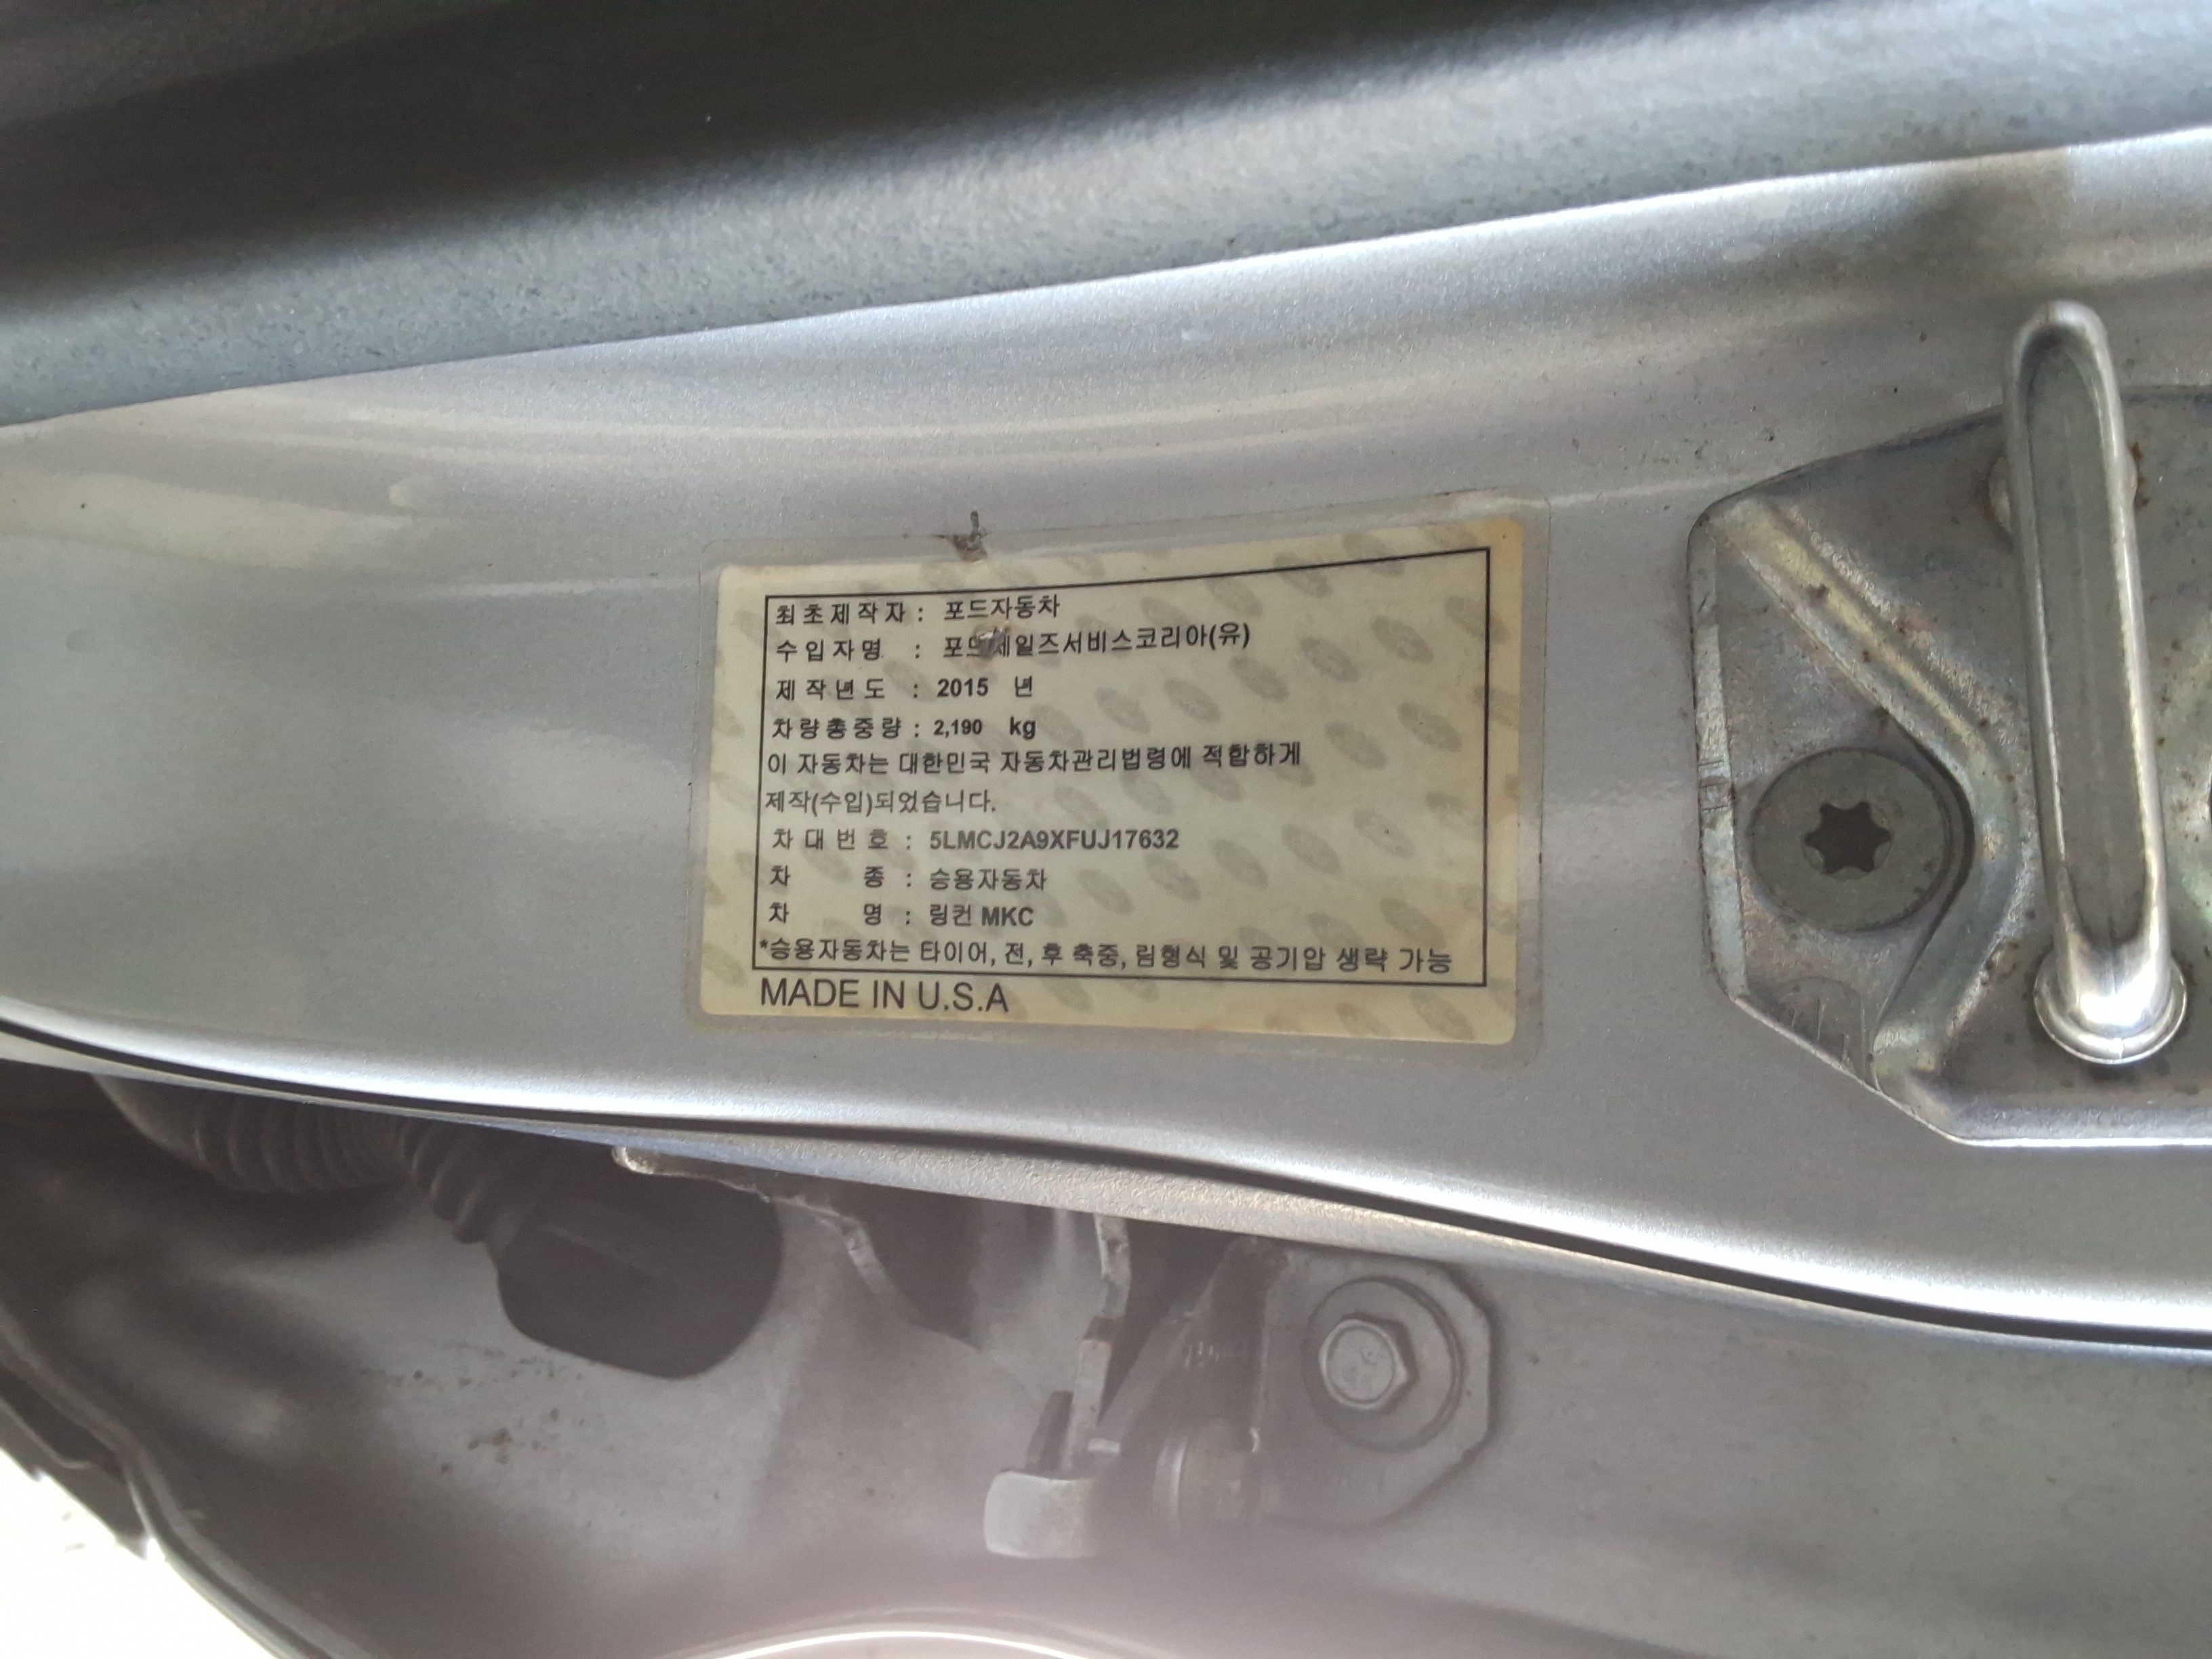 최초제작자 : 포드자동차
수입자명 : 포드세일즈서비스코리아(유)
제작년도 : 2015 년
차량총중량 : 2,190 kg
이 자동차는 대한민국 자동차관리법령에 적합하게
제작(수입)되었습니다.
차대번호 : 5LMCJ2A9XFUJ17632
차 종 : 승용자동차
차 명 : 링컨 MKC
*승용자동차는 타이어, 전, 후 축중, 림형식 및 공기압 생략 가능
MADE IN U.S.A